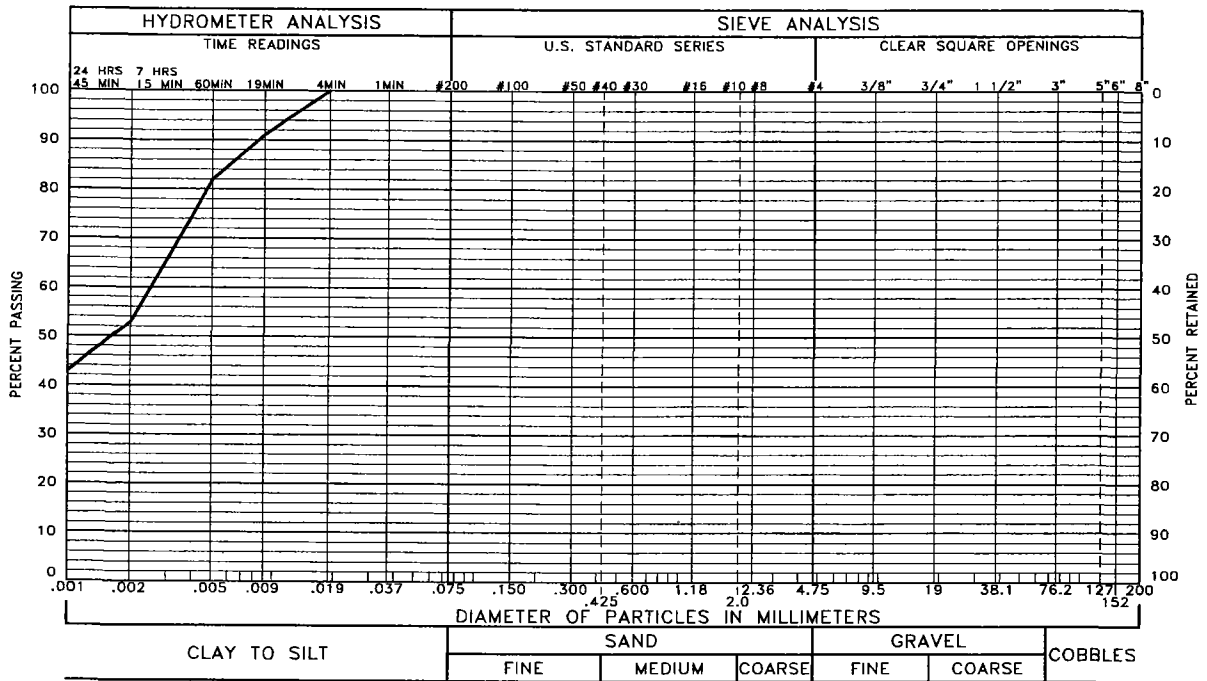 HYDROMETER ANALYSIS SIEVE ANALYSIS
TIME READINGS U.S. STANDARD SERIES CLEAR SQUARE OPENINGS
24 HRS 7 HRS
45 MIN 15 MIN 60MIN 19MIN 4MIN 1MIN #200 #100 #50 #40 #30 #16 #10 #8 #4 3/8" 3/4" 1 1/2" 3" 5" 6" 8"
100 0
90 10
80 20
70 30
60 40
50 50
40 60
30 70
20 80
10 90
0 100
PERCENT PASSING
PERCENT RETAINED
.001 .002 .005 .009 .019 .037 .075 .150 .300 .600 1.18 2.36 4.75 9.5 19 38.1 76.2 127 200
.425 2.0 152
DIAMETER OF PARTICLES IN MILLIMETERS
CLAY TO SILT SAND GRAVEL COBBLES
FINE MEDIUM COARSE FINE COARSE